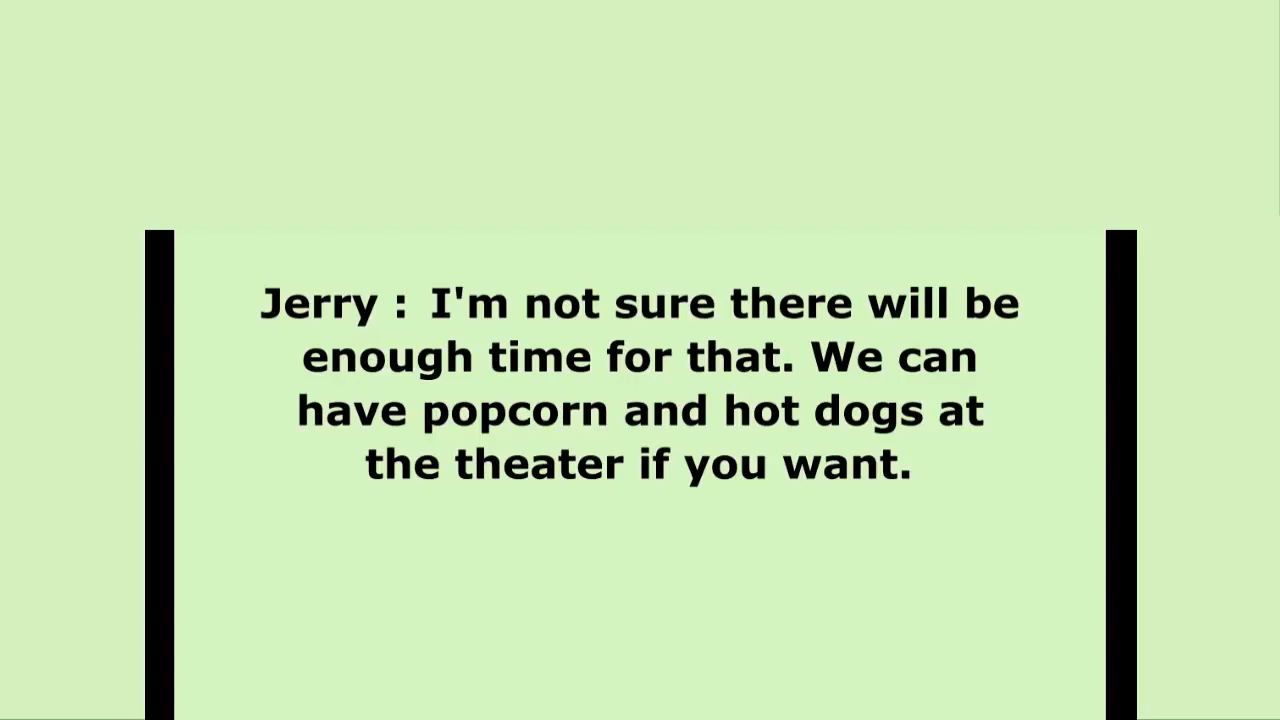 Jerry : I'm not sure there will be
enough time for that. We can
have popcorn and hot dogs at
the theater if you want.